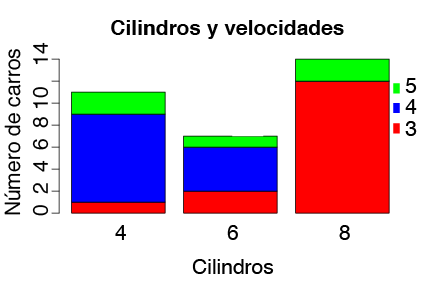 Cilindros y velocidades
Número de carros
0 2 4 6 8 10 14
5
4
3
4 6 8
Cilindros